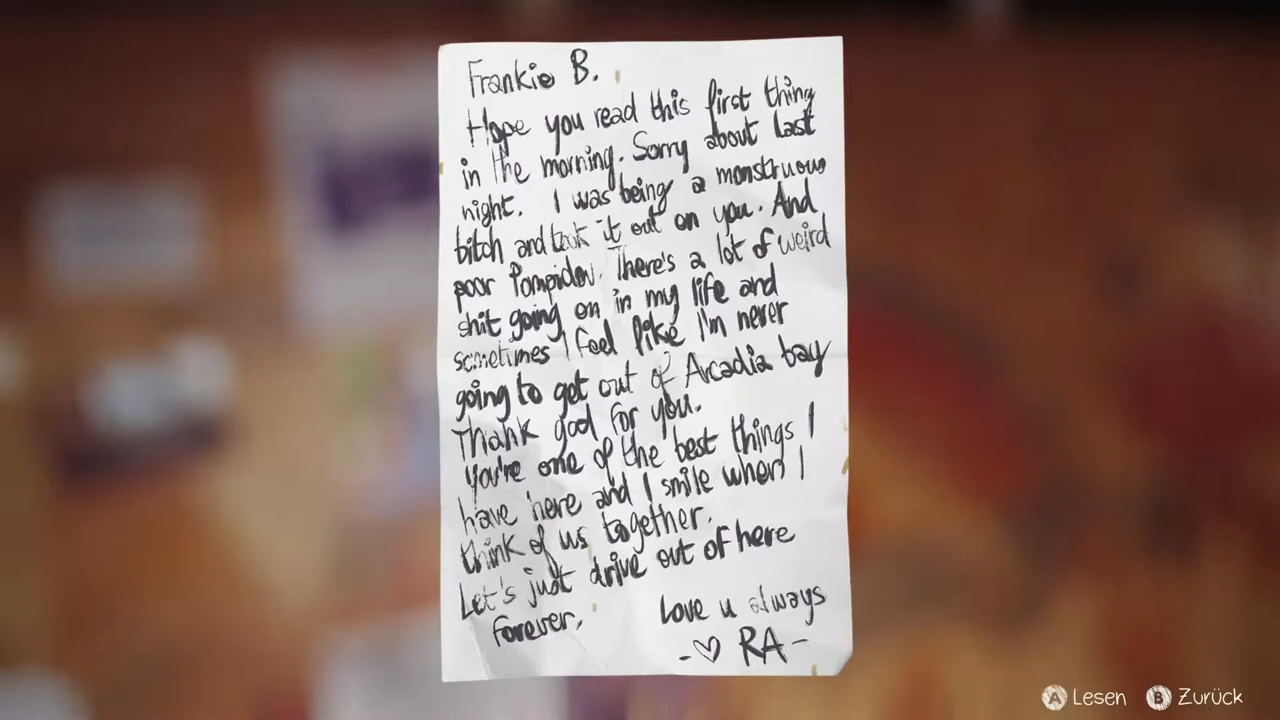 Frankie B.
Hope you read this first thing
in the morning. Sorry about last
night. I was being a monstruous
bitch and took it out on you. And
poor Pompidou. There's a lot of weird
shit going on in my life and
sometimes I feel like I'm never
going to get out of Arcadia bay
Thank god for you.
You're one of the best things I
have here and I smile when I
think of us together.
Let's just drive out of here
forever.
Love u always
-♡ RA-
A Lesen B Zurück